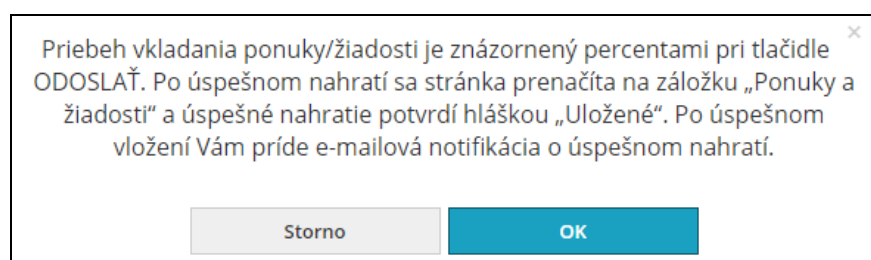 Priebeh vkladania ponuky/žiadosti je znázornený percentami pri tlačidle
ODOSLAŤ. Po úspešnom nahratí sa stránka prenačíta na záložku „Ponuky a
žiadosti“ a úspešné nahratie potvrdí hláškou „Uložené“. Po úspešnom
vložení Vám príde e-mailová notifikácia o úspešnom nahratí.
Storno OK